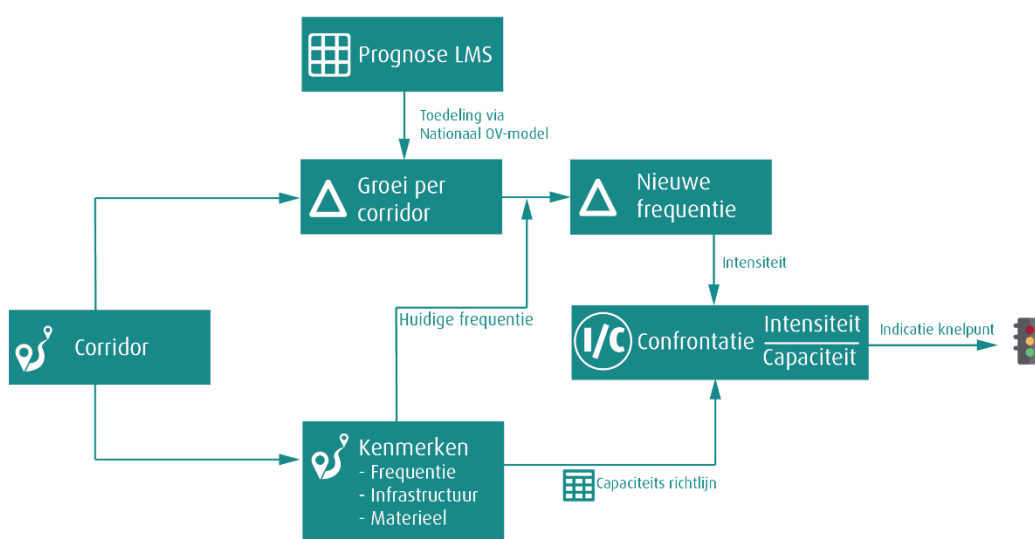 Prognose LMS
Toedeling via
Nationaal OV-model
Groei per
corridor
Nieuwe
frequentie
Intensiteit
Huidige frequentie
Corridor
I/C
Confrontatie
Intensiteit
Capaciteit
Indicatie knelpunt
Kenmerken
- Frequentie
- Infrastructuur
- Materieel
Capaciteits richtlijn